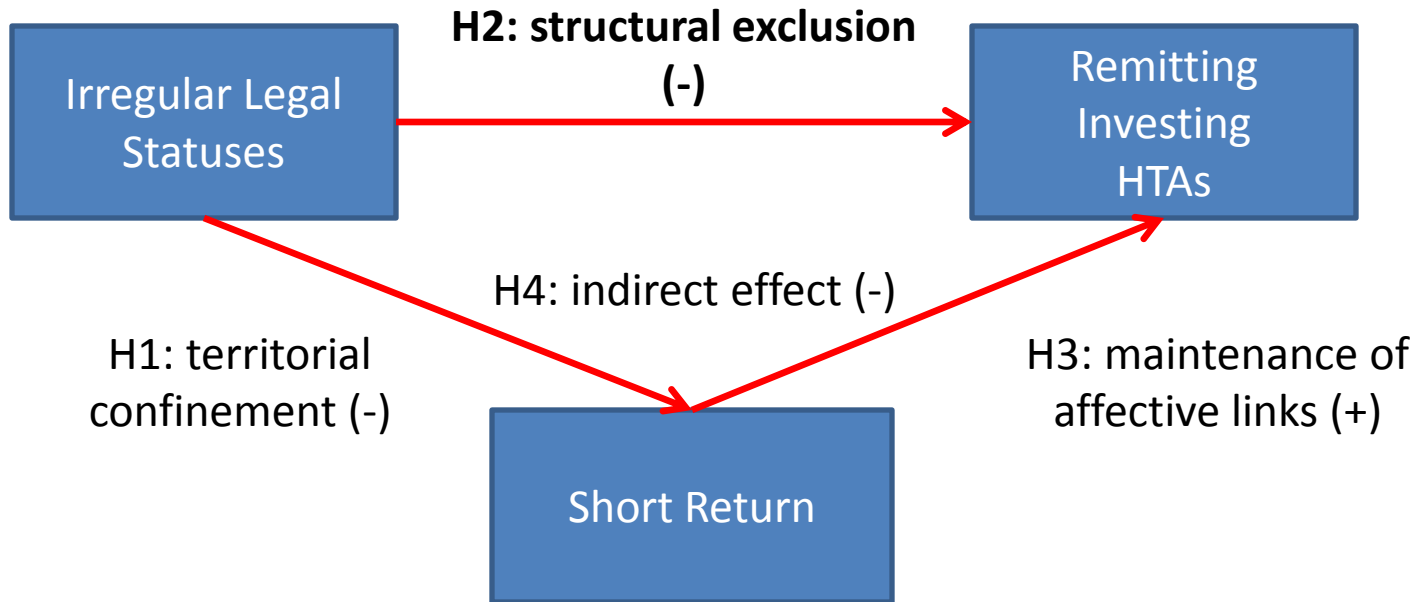 H2: structural exclusion
(-)
Irregular Legal
Statuses
Remitting
Investing
HTAs
H4: indirect effect (-)
H1: territorial
confinement (-)
H3: maintenance of
affective links (+)
Short Return